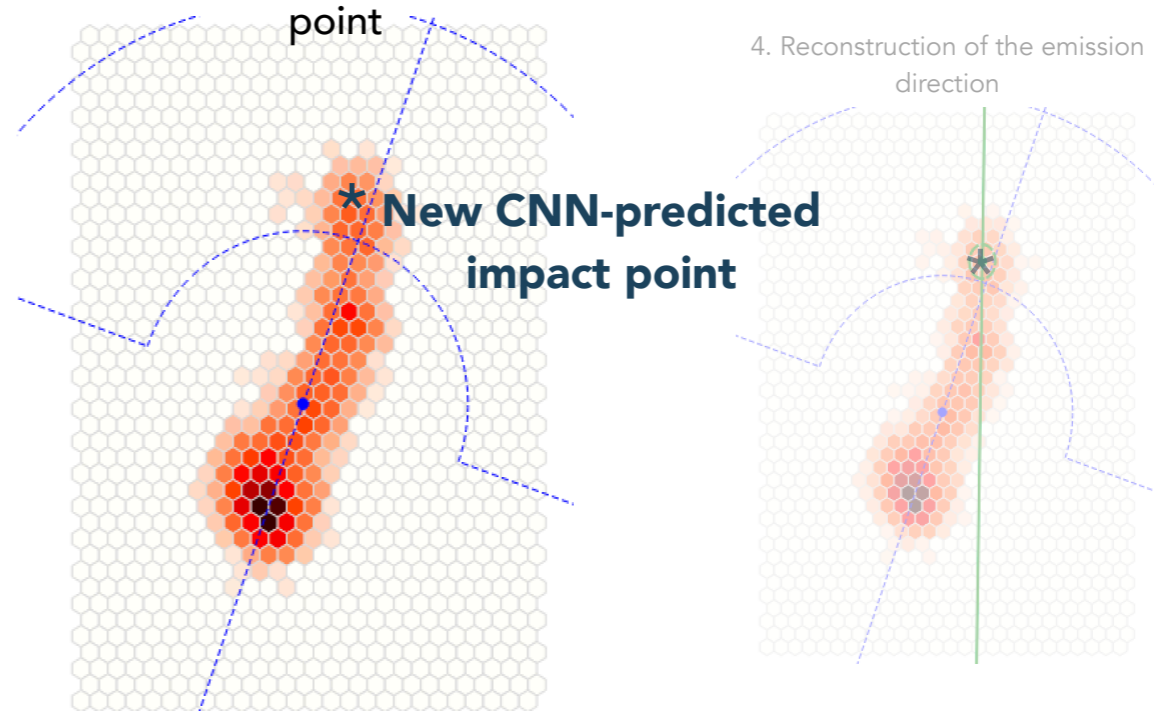 point
4. Reconstruction of the emission
direction
* New CNN-predicted
impact point
*